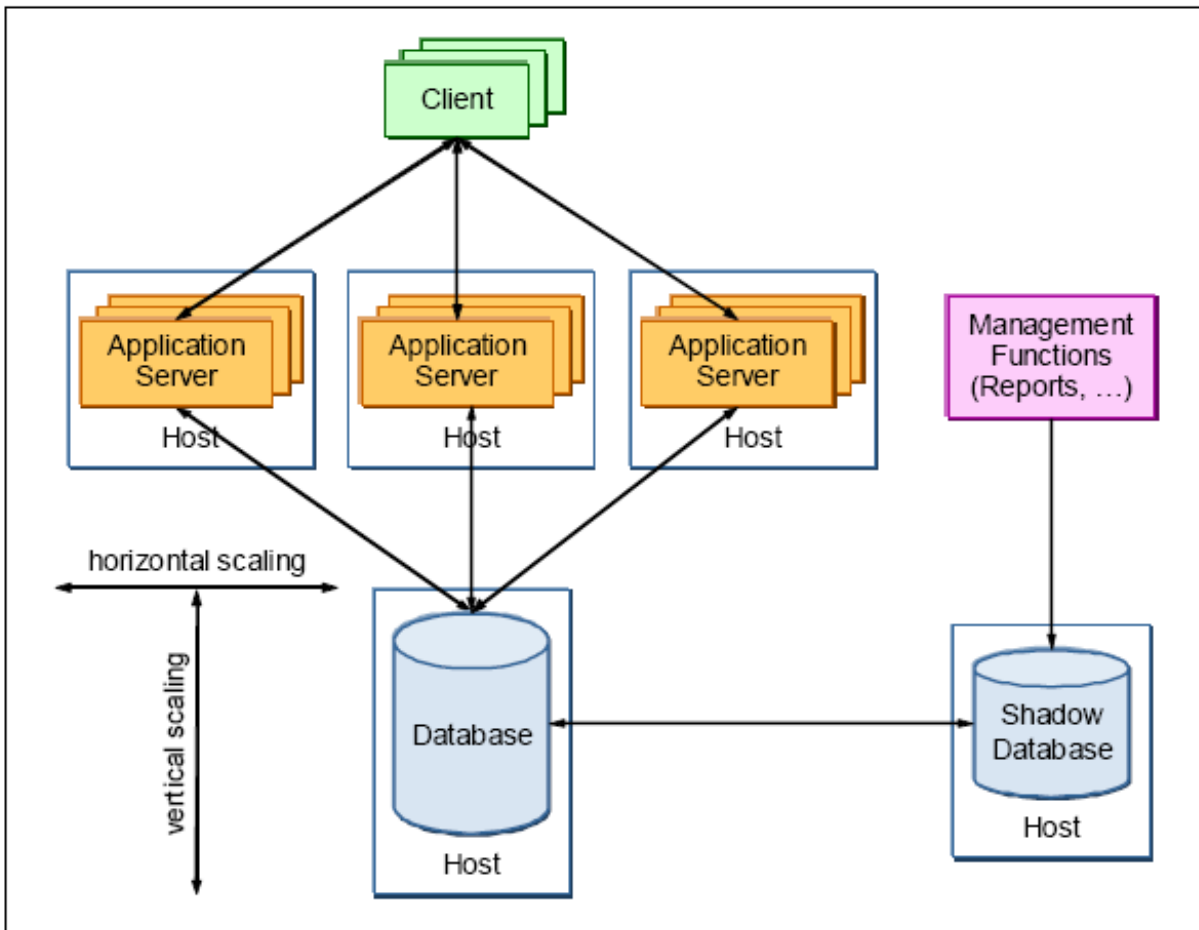 Client
Application
Server
Host
Application
Server
Host
Application
Server
Host
Management
Functions
(Reports, …)
horizontal scaling
vertical scaling
Database
Host
Shadow
Database
Host